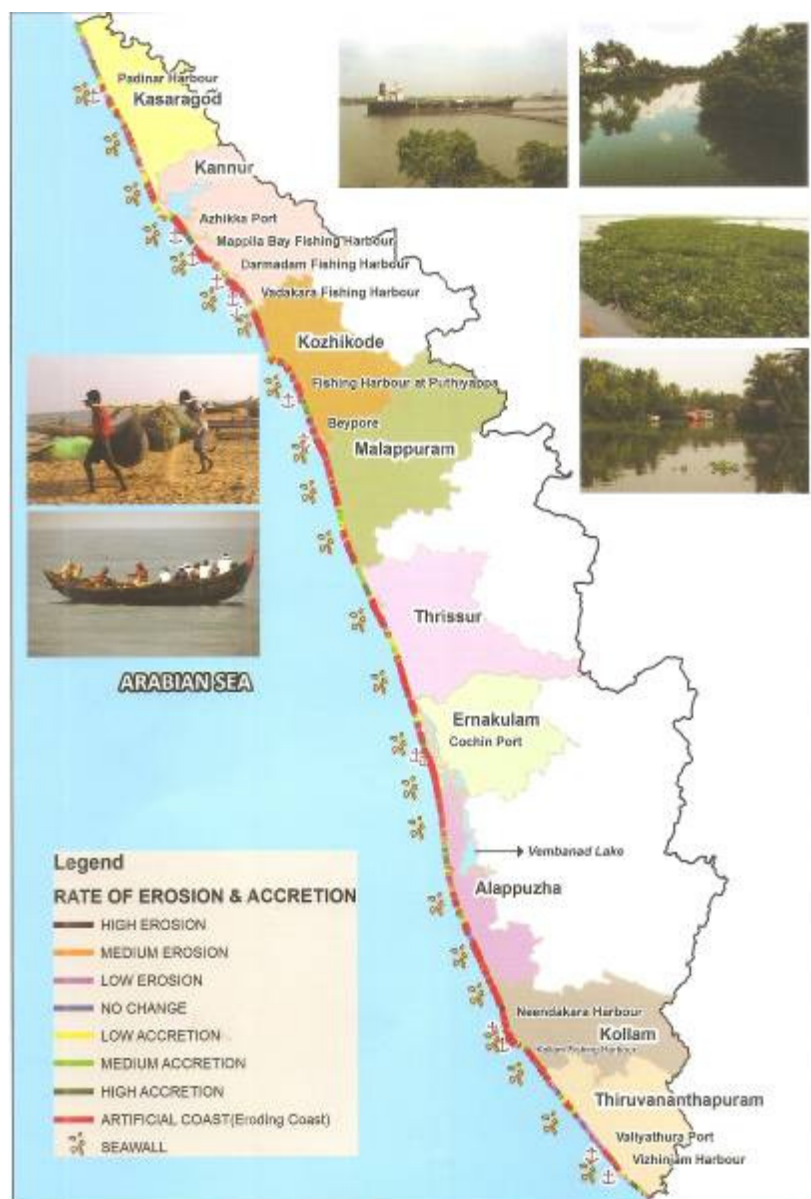 Padinar Harbour
Kasaragod
Kannur
Azhikka Port
Mappila Bay Fishing Harbour
Darmadam Fishing Harbour
Vadakara Fishing Harbour
Kozhikode
Fishing Harbour at Puthiyappa
Beypore
Malappuram
Thrissur
ARABIAN SEA
Ernakulam
Cochin Port
Vembanad Lake
Alappuzha
Neendakara Harbour
Kollam
Kollam Fishing Harbour
Thiruvananthapuram
Valiyathura Port
Vizhinjam Harbour
Legend
RATE OF EROSION & ACCRETION
HIGH EROSION
MEDIUM EROSION
LOW EROSION
NO CHANGE
LOW ACCRETION
MEDIUM ACCRETION
HIGH ACCRETION
ARTIFICIAL COAST(Eroding Coast)
SEAWALL